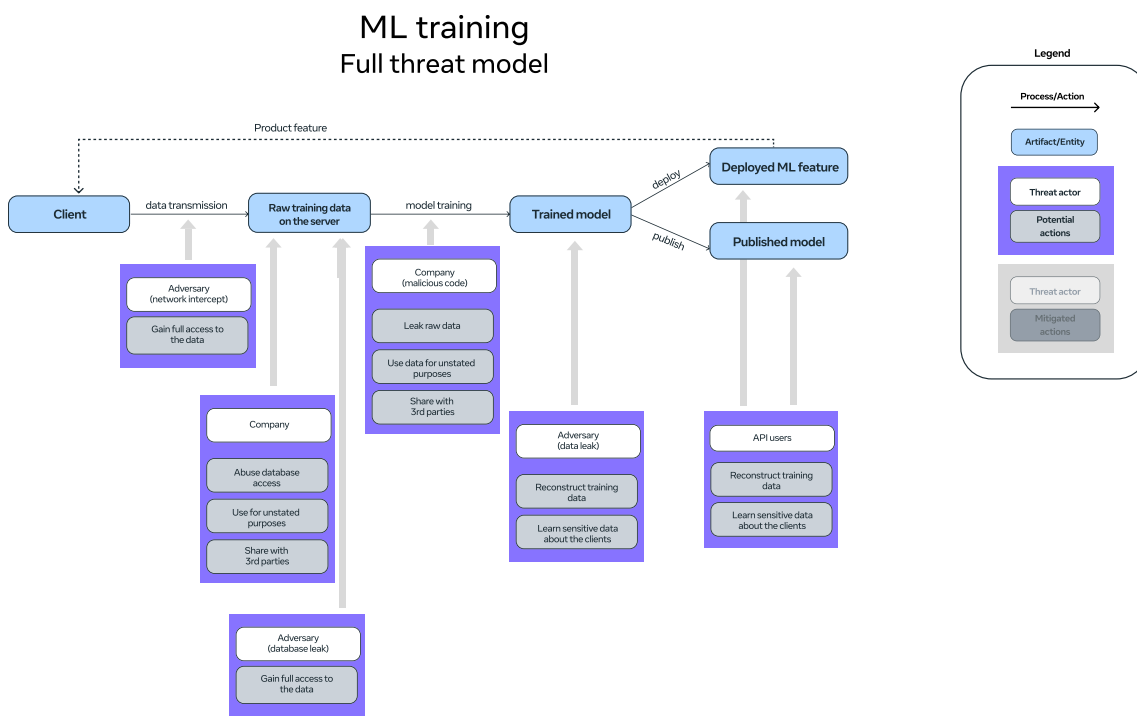 ML training
Full threat model
Legend
Process/Action
Artifact/Entity
Threat actor
Potential
actions
Threat actor
Mitigated
actions
Product feature
Client
data transmission
Raw training data
on the server
model training
Trained model
deploy
publish
Deployed ML feature
Published model
Adversary
(network intercept)
Gain full access to
the data
Company
Abuse database
access
Use for unstated
purposes
Share with
3rd parties
Adversary
(database leak)
Gain full access to
the data
Company
(malicious code)
Leak raw data
Use data for unstated
purposes
Share with
3rd parties
Adversary
(data leak)
Reconstruct training
data
Learn sensitive data
about the clients
API users
Reconstruct training
data
Learn sensitive data
about the clients